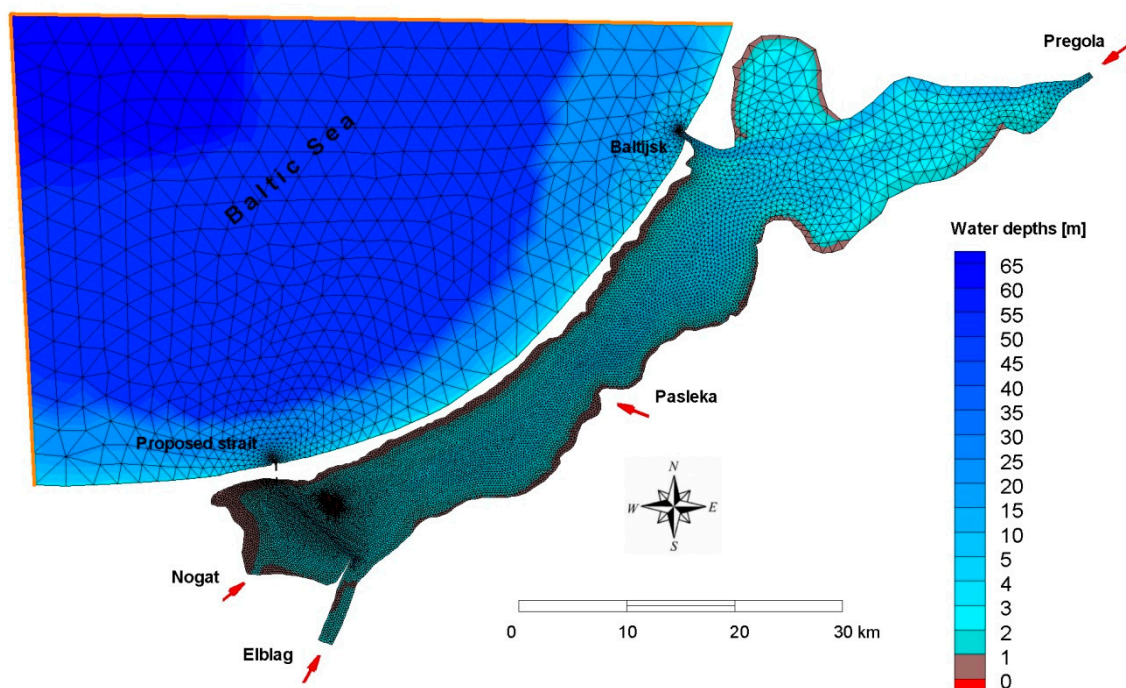 Pregola
Baltic Sea
Baltijsk
Water depths [m]
65
60
55
50
45
40
35
30
25
20
15
10
5
4
3
2
1
0
Pasleka
Proposed strait
N
W
E
S
Nogat
Elblag
0
10
20
30 km